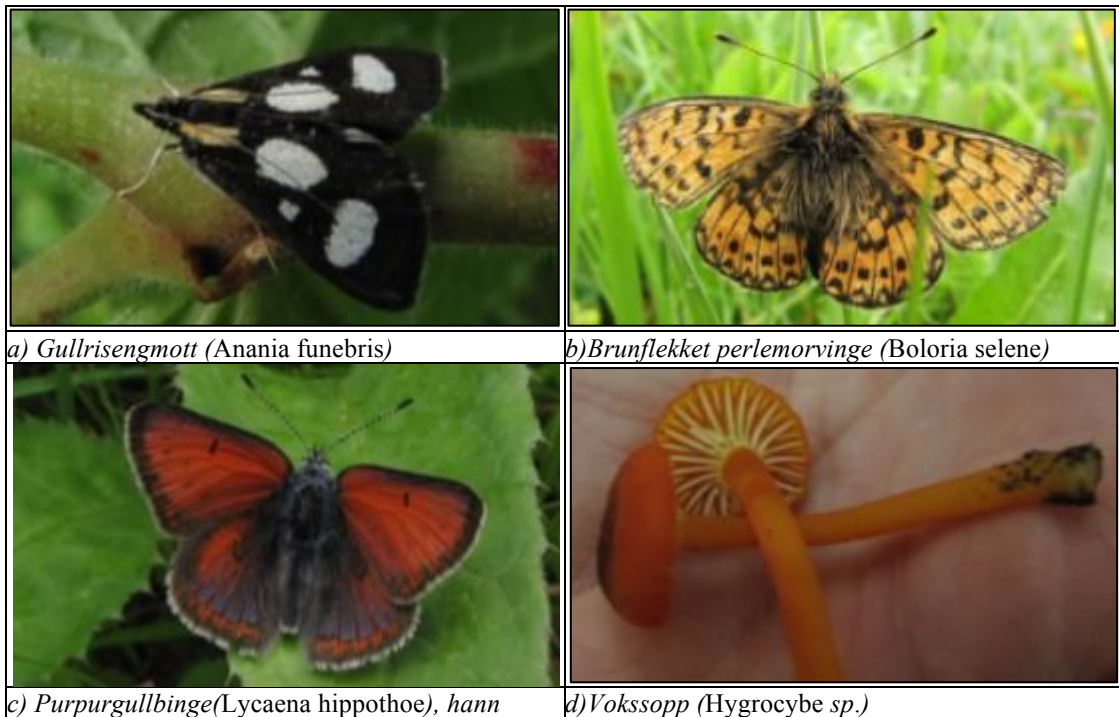 a) Gullrisengmott (Anania funebris)
b)Brunflekket perlemorvinge (Boloria selene)
c) Purpurgullbinge(Lycaena hippothoe), hann
d)Vokssopp (Hygrocybe sp.)